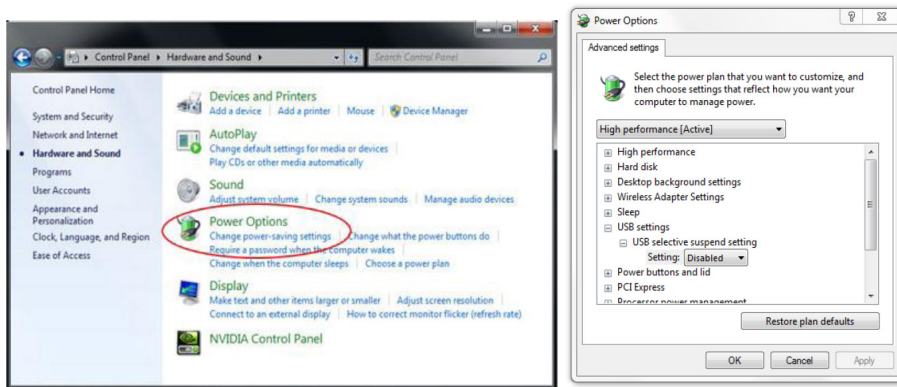 Control Panel ▸ Hardware and Sound ▸
Search Control Panel
Control Panel Home
System and Security
Network and Internet
Hardware and Sound
Programs
User Accounts
Appearance and
Personalization
Clock, Language, and Region
Ease of Access
Devices and Printers
Add a device | Add a printer | Mouse | Device Manager
AutoPlay
Change default settings for media or devices
Play CDs or other media automatically
Sound
Adjust system volume | Change system sounds | Manage audio devices
Power Options
Change power-saving settings | Change what the power buttons do
Require a password when the computer wakes
Change when the computer sleeps | Choose a power plan
Display
Make text and other items larger or smaller | Adjust screen resolution
Connect to an external display | How to correct monitor flicker (refresh rate)
NVIDIA Control Panel
Power Options
Advanced settings
Select the power plan that you want to customize, and
then choose settings that reflect how you want your
computer to manage power.
High performance [Active]
High performance
Hard disk
Desktop background settings
Wireless Adapter Settings
Sleep
USB settings
USB selective suspend setting
Setting: Disabled
Power buttons and lid
PCI Express
Processor power management
Restore plan defaults
OK
Cancel
Apply